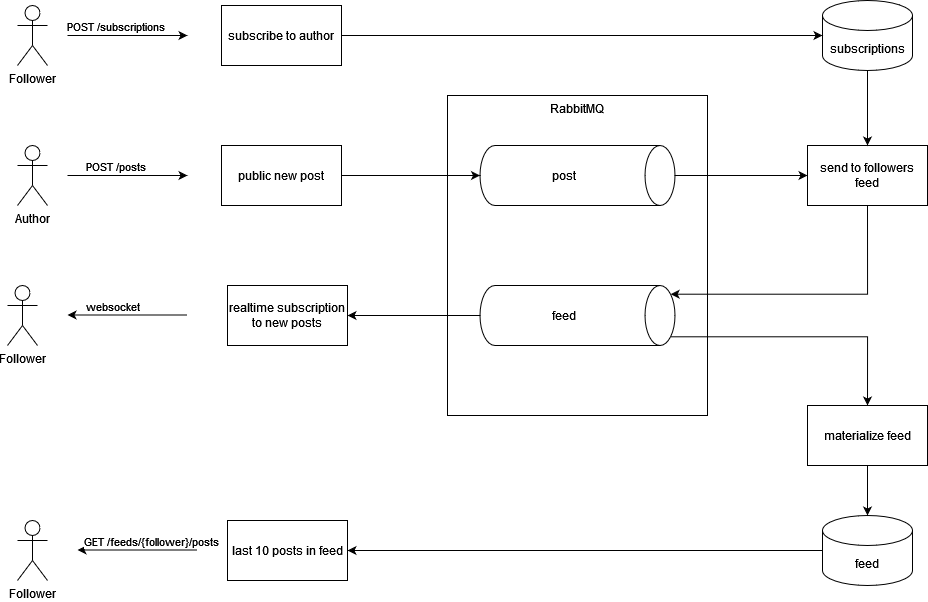 POST /subscriptions
subscribe to author
subscriptions
Follower
RabbitMQ
POST /posts
public new post
post
send to followers
feed
Author
websocket
realtime subscription
to new posts
feed
Follower
materialize feed
GET /feeds/{follower}/posts
last 10 posts in feed
feed
Follower